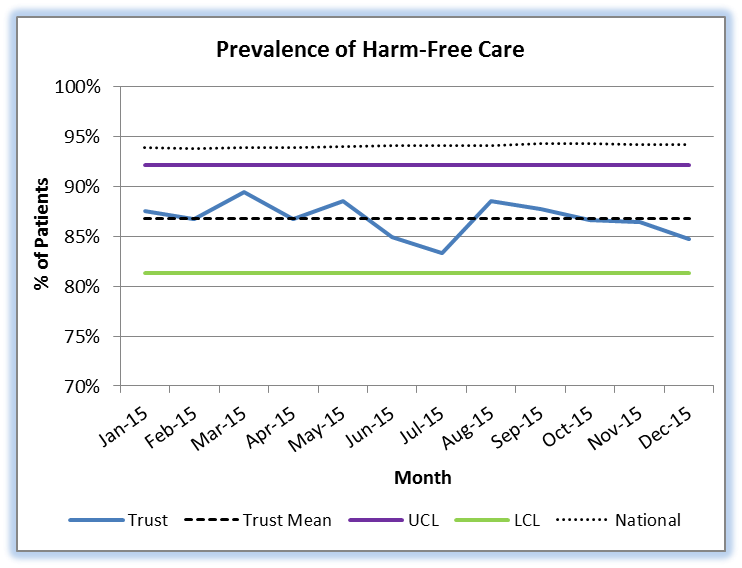 Prevalence of Harm-Free Care
100%
95%
90%
85%
80%
75%
70%
% of Patients
Jan-15 Feb-15 Mar-15 Apr-15 May-15 Jun-15 Jul-15 Aug-15 Sep-15 Oct-15 Nov-15 Dec-15
Month
Trust Trust Mean UCL LCL National